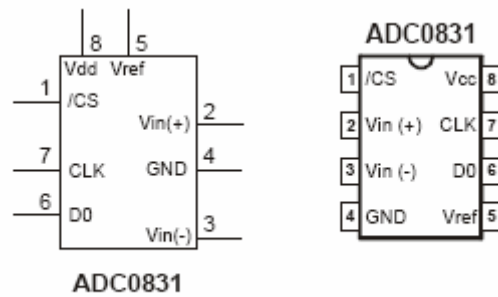 8 5
Vdd Vref
1 /CS
Vin(+) 2
7 CLK GND 4
6 D0
Vin(-) 3
ADC0831
ADC0831
1 /CS Vcc 8
2 Vin (+) CLK 7
3 Vin (-) D0 6
4 GND Vref 5